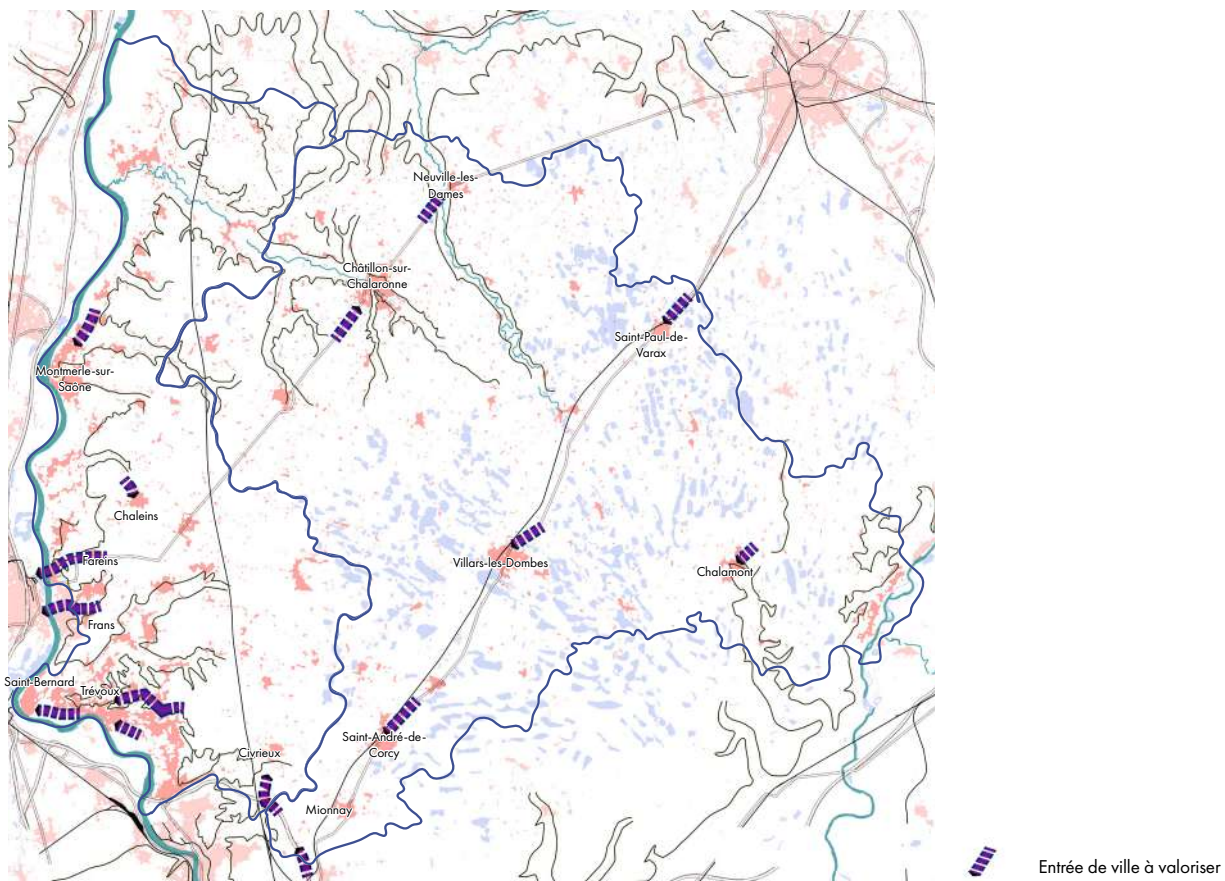 Neuville-les-
Dames
Châtillon-sur-
Chalaronne
Saint-Paul-de-
Varax
Montmerle-sur-
Saône
Chaleins
Fareins
Villars-les-Dombes
Chalamont
Frans
Saint-Bernard
Trévoux
Saint-André-de-
Corcy
Civrieux
Mionnay
Entrée de ville à valoriser